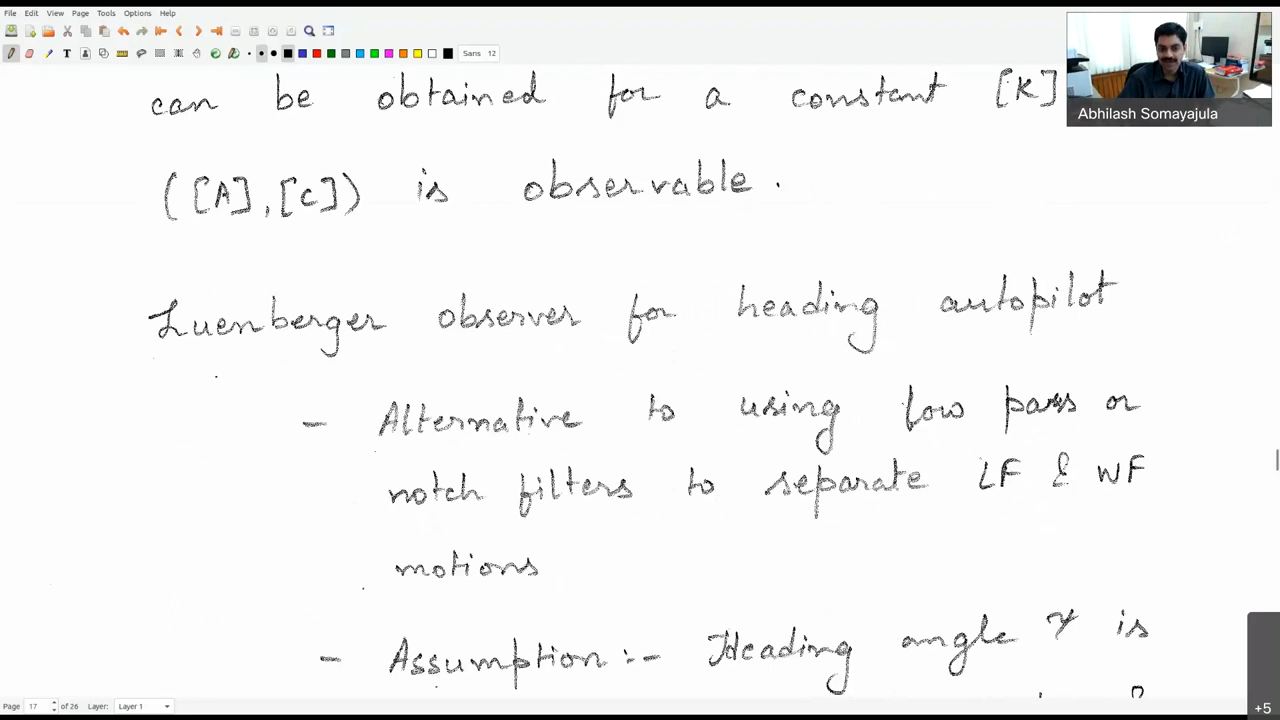 File Edit View Page Tools Options Help
Sans 12
can be obtained for a constant [K]
([A],[C]) is observable.
Abhilash Somayajula
Luenberger observer for heading autopilot
- Alternative to using low pass or
notch filters to separate LF & WF
motions
- Assumption :- Heading angle ψ is
Page 17 of 26 Layer: Layer 1
+5